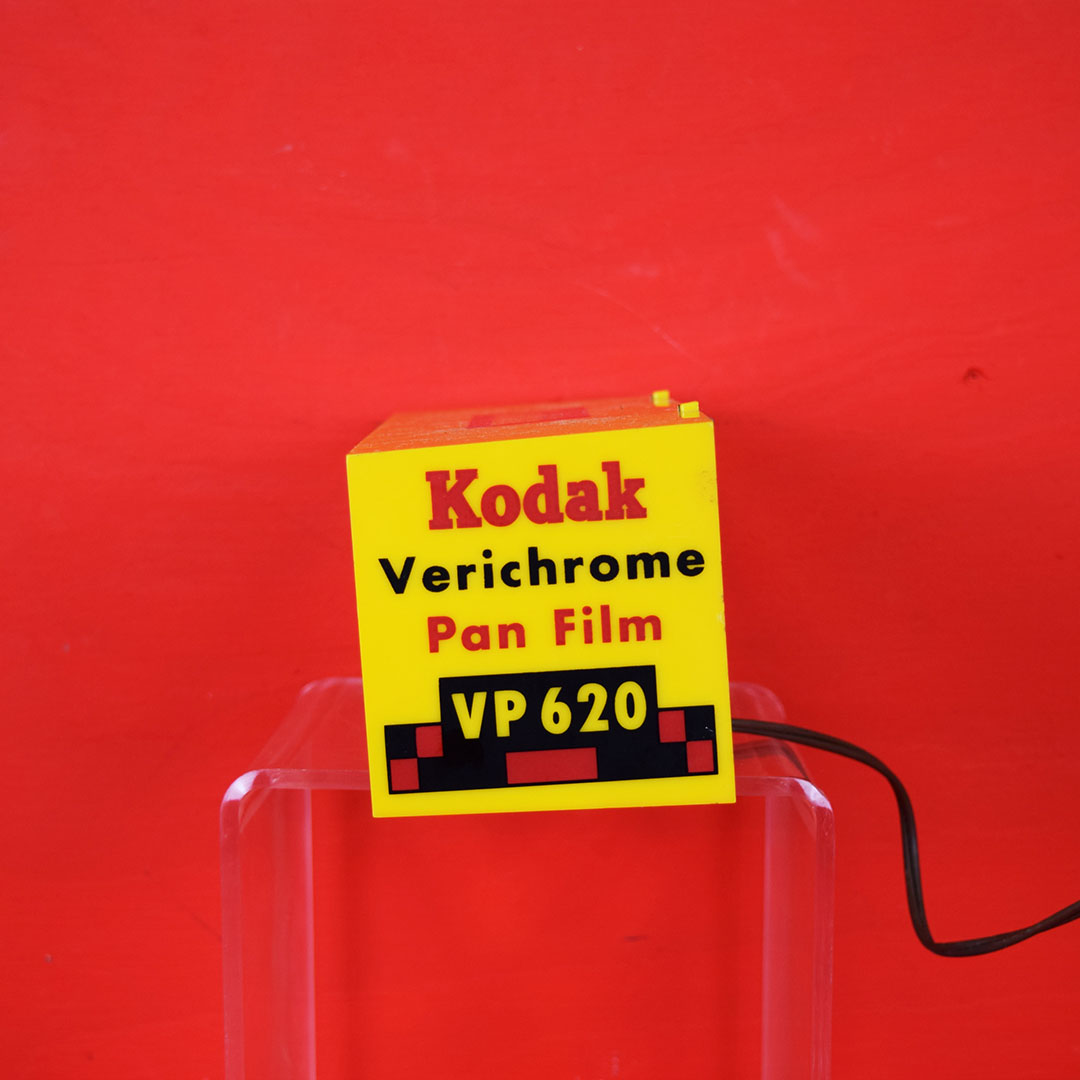 Kodak
Verichrome
Pan Film
VP 620